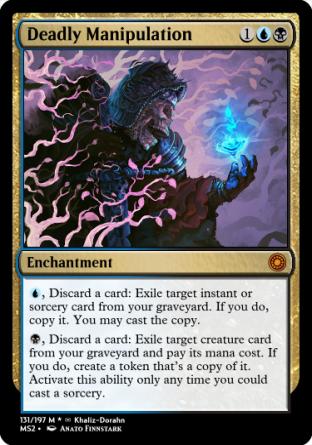 Deadly Manipulation 1
Enchantment
, Discard a card: Exile target instant or
sorcery card from your graveyard. If you do,
copy it. You may cast the copy.
, Discard a card: Exile target creature card
from your graveyard and pay its mana cost. If
you do, create a token that's a copy of it.
Activate this ability only any time you could
cast a sorcery.
131/197 M * ∞ Khaliz-Dorahn
MS2 • Anato Finnstark